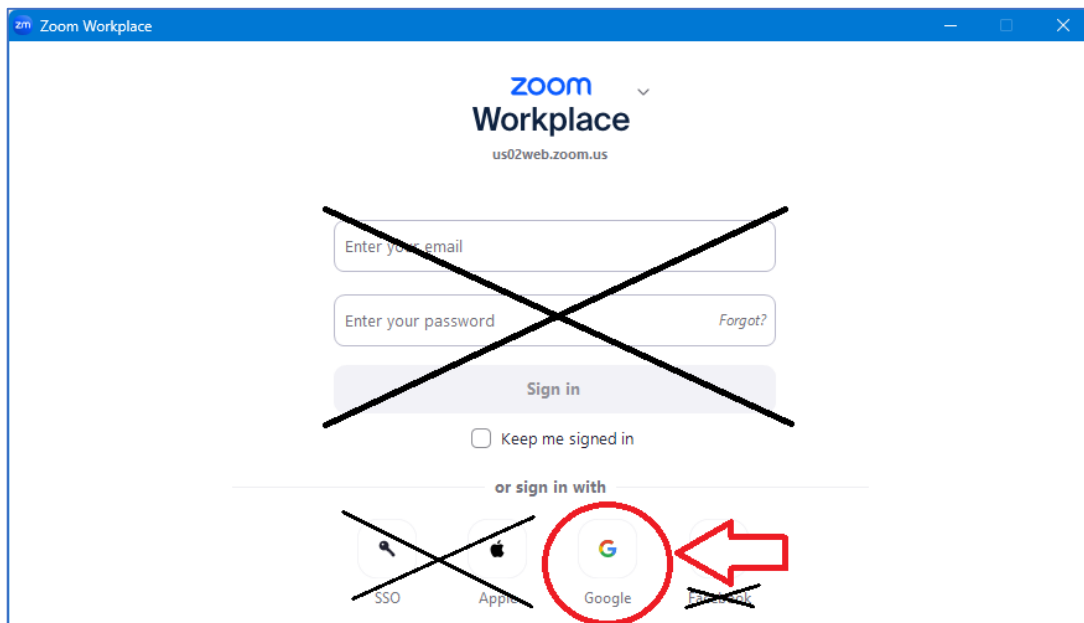 zm Zoom Workplace
zoom
Workplace
us02web.zoom.us
Enter your email
Enter your password Forgot?
Sign in
Keep me signed in
or sign in with
SSO Apple Google Facebook